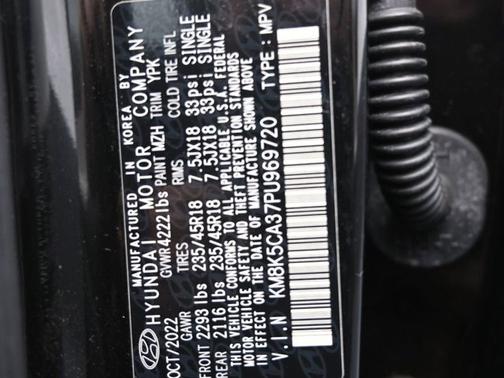 MANUFACTURED IN KOREA BY
HYUNDAI MOTOR COMPANY
OCT/2022 GVWR 4222 lbs PAINT MZH TRIM YPK
GAWR TIRES RIMS COLD TIRE INFL
FRONT 2293 lbs 235/45R18 7.5JX18 33psi SINGLE
REAR 2116 lbs 235/45R18 7.5JX18 33psi SINGLE
THIS VEHICLE CONFORMS TO ALL APPLICABLE U.S.A. FEDERAL
MOTOR VEHICLE SAFETY AND THEFT PREVENTION STANDARDS
IN EFFECT ON THE DATE OF MANUFACTURE SHOWN ABOVE
V.I.N KM8K5CA37PU969720 TYPE: MPV